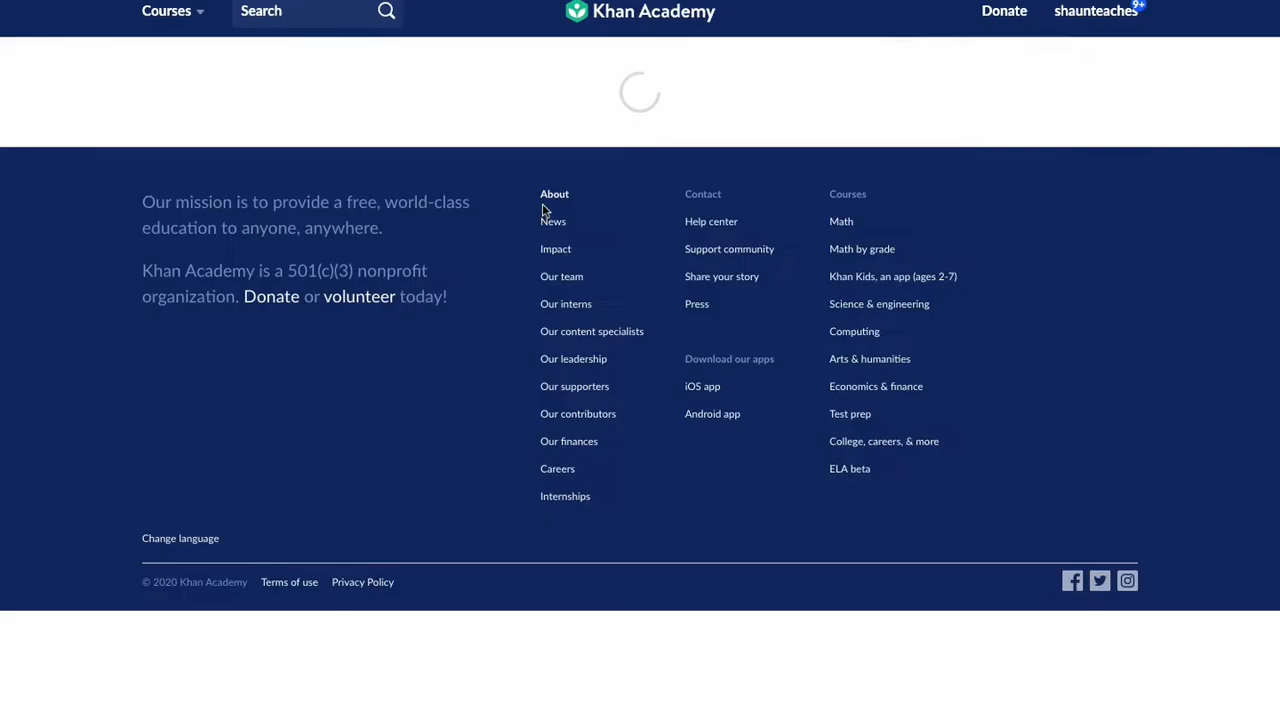 Courses
Search
Khan Academy
Donate
shaunteaches
9+
Our mission is to provide a free, world-class
education to anyone, anywhere.
Khan Academy is a 501(c)(3) nonprofit
organization. Donate or volunteer today!
About
News
Impact
Our team
Our interns
Our content specialists
Our leadership
Our supporters
Our contributors
Our finances
Careers
Internships
Contact
Help center
Support community
Share your story
Press
Download our apps
iOS app
Android app
Courses
Math
Math by grade
Khan Kids, an app (ages 2-7)
Science & engineering
Computing
Arts & humanities
Economics & finance
Test prep
College, careers, & more
ELA beta
Change language
© 2020 Khan Academy
Terms of use
Privacy Policy